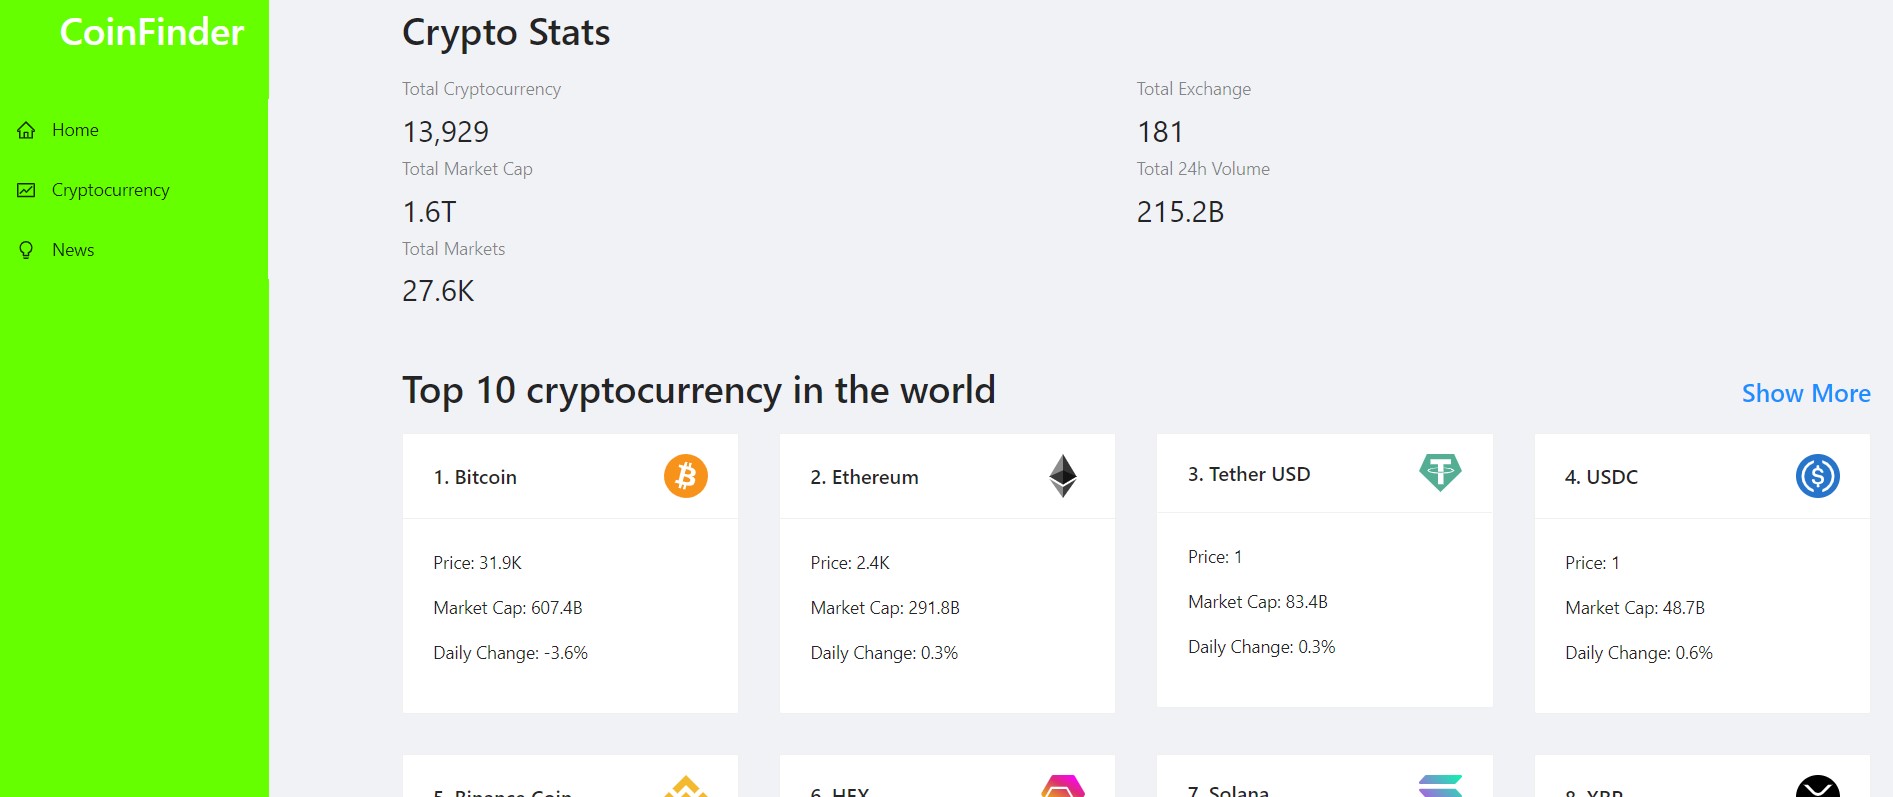 CoinFinder
Home
Cryptocurrency
News
Crypto Stats
Total Cryptocurrency
13,929
Total Exchange
181
Total Market Cap
1.6T
Total 24h Volume
215.2B
Total Markets
27.6K
Top 10 cryptocurrency in the world
Show More
1. Bitcoin
Price: 31.9K
Market Cap: 607.4B
Daily Change: -3.6%
2. Ethereum
Price: 2.4K
Market Cap: 291.8B
Daily Change: 0.3%
3. Tether USD
Price: 1
Market Cap: 83.4B
Daily Change: 0.3%
4. USDC
Price: 1
Market Cap: 48.7B
Daily Change: 0.6%
5. Binance Coin
6. HEX
7. Solana
8. XRP